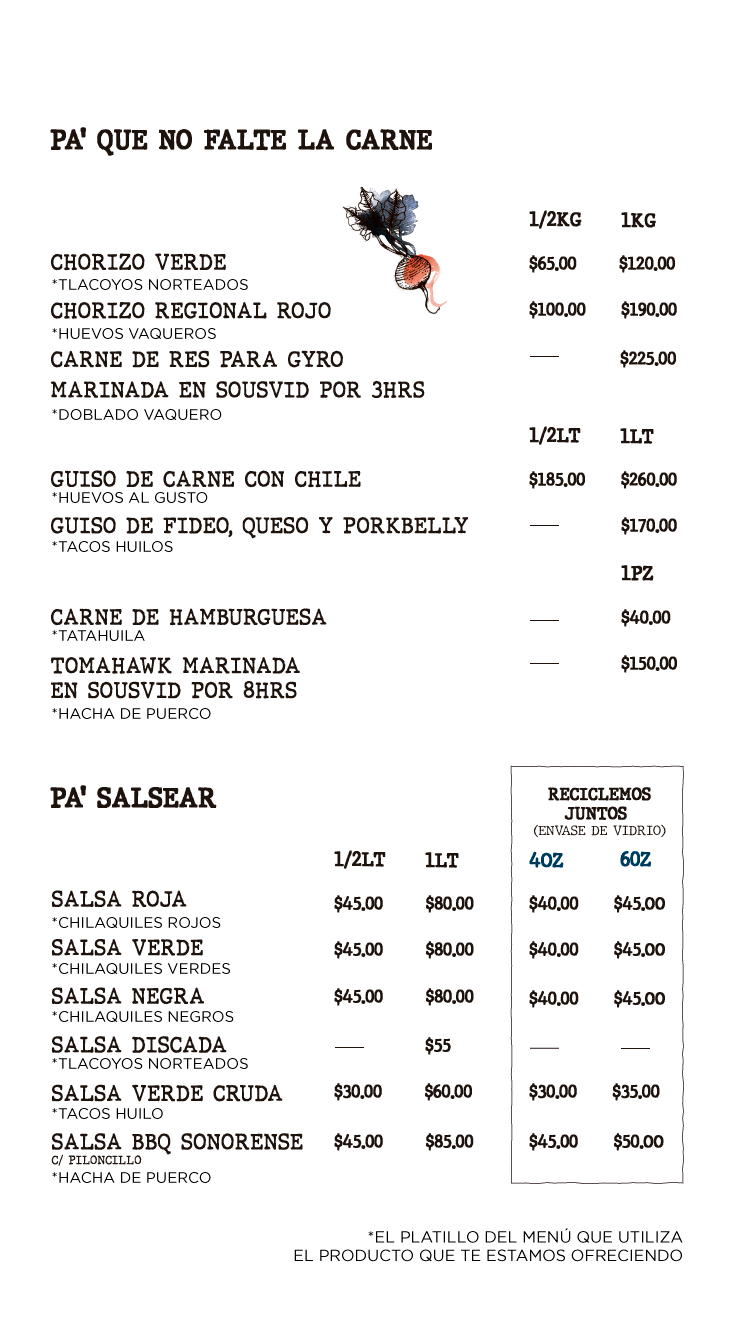 PA' QUE NO FALTE LA CARNE
1/2KG 1KG
CHORIZO VERDE $65.00 $120.00
*TLACOYOS NORTEADOS
CHORIZO REGIONAL ROJO $100.00 $190.00
*HUEVOS VAQUEROS
CARNE DE RES PARA GYRO — $225.00
MARINADA EN SOUSVID POR 3HRS
*DOBLADO VAQUERO
1/2LT 1LT
GUISO DE CARNE CON CHILE $185.00 $260.00
*HUEVOS AL GUSTO
GUISO DE FIDEO, QUESO Y PORKBELLY — $170.00
*TACOS HUILOS
1PZ
CARNE DE HAMBURGUESA — $40.00
*TATAHUILA
TOMAHAWK MARINADA — $150.00
EN SOUSVID POR 8HRS
*HACHA DE PUERCO
PA' SALSEAR
RECICLEMOS
JUNTOS
(ENVASE DE VIDRIO)
1/2LT 1LT 4OZ 6OZ
SALSA ROJA $45.00 $80.00 $40.00 $45.00
*CHILAQUILES ROJOS
SALSA VERDE $45.00 $80.00 $40.00 $45.00
*CHILAQUILES VERDES
SALSA NEGRA $45.00 $80.00 $40.00 $45.00
*CHILAQUILES NEGROS
SALSA DISCADA — $55 — —
*TLACOYOS NORTEADOS
SALSA VERDE CRUDA $30.00 $60.00 $30.00 $35.00
*TACOS HUILO
SALSA BBQ SONORENSE $45.00 $85.00 $45.00 $50.00
C/ PILONCILLO
*HACHA DE PUERCO
*EL PLATILLO DEL MENÚ QUE UTILIZA
EL PRODUCTO QUE TE ESTAMOS OFRECIENDO